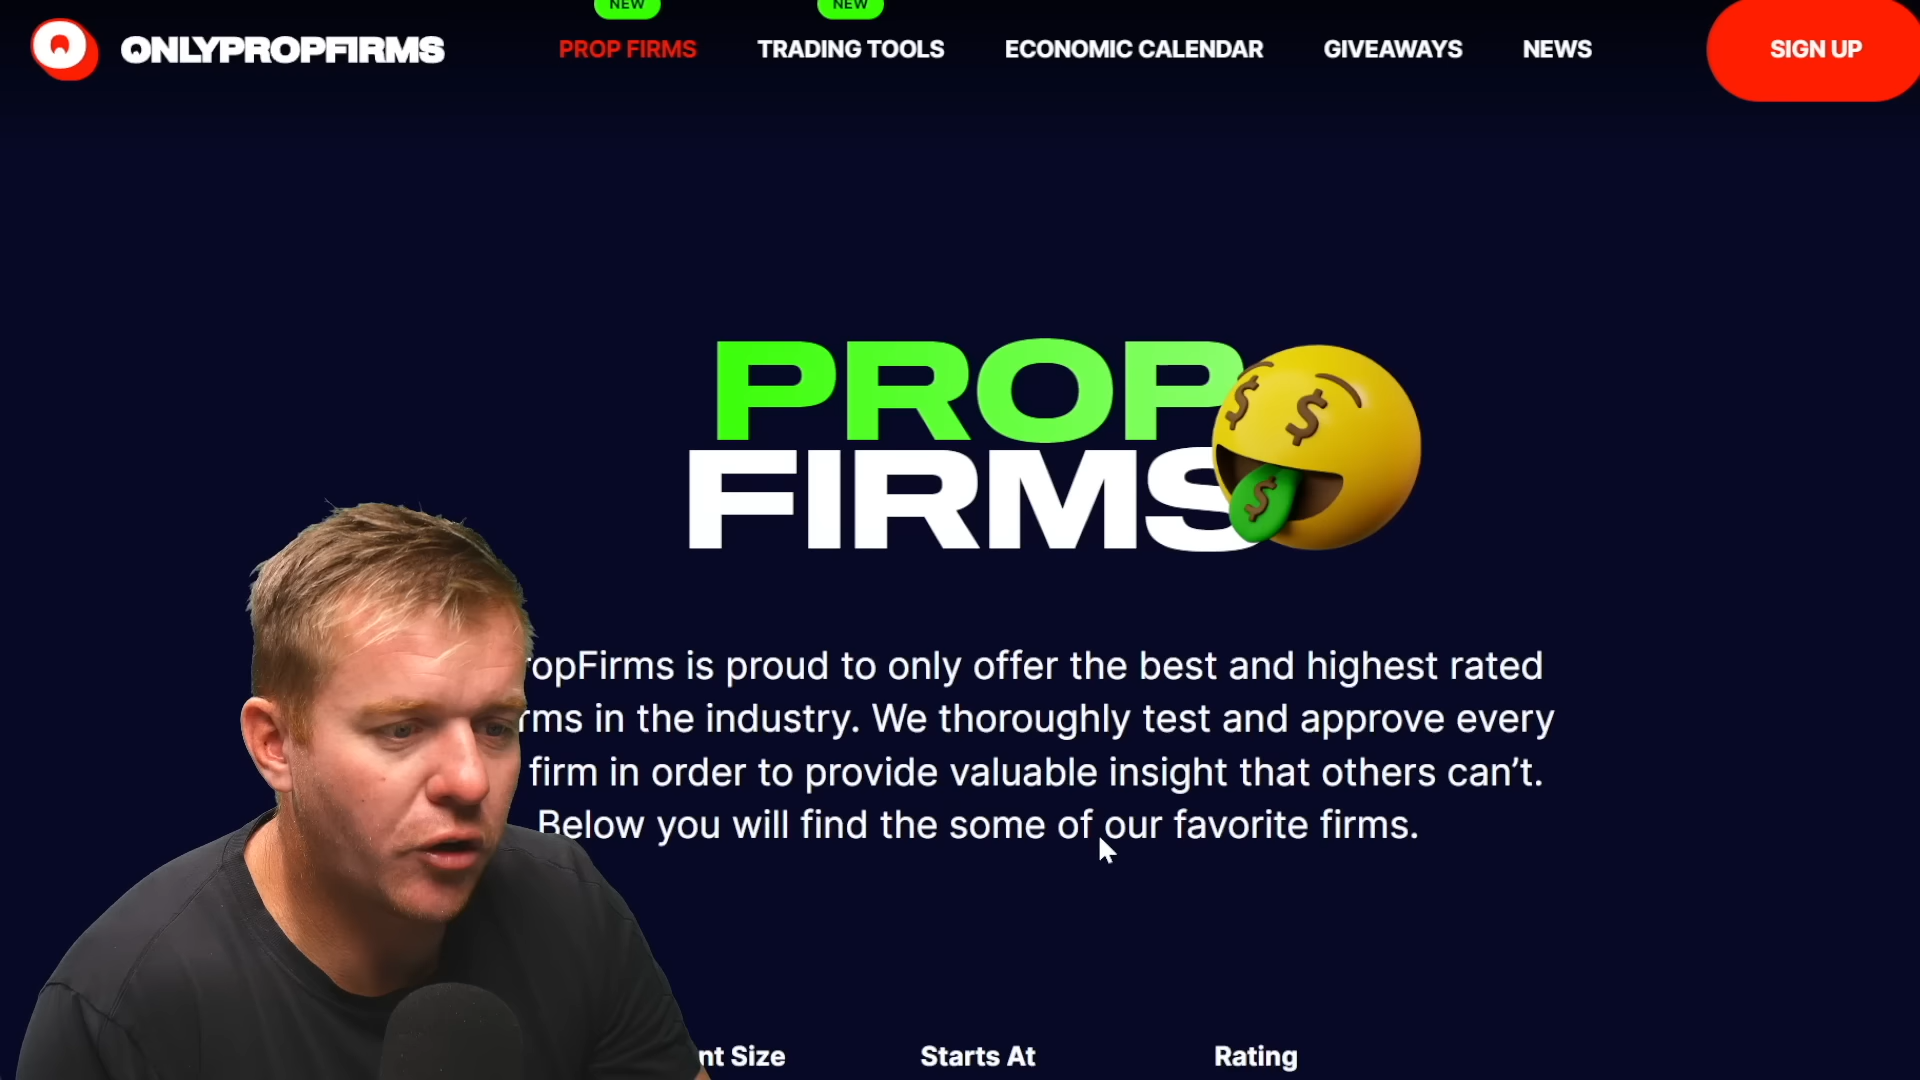 NEW NEW
ONLYPROPFIRMS PROP FIRMS TRADING TOOLS ECONOMIC CALENDAR GIVEAWAYS NEWS SIGN UP
PROP
FIRMS
ropFirms is proud to only offer the best and highest rated
rms in the industry. We thoroughly test and approve every
firm in order to provide valuable insight that others can’t.
Below you will find the some of our favorite firms.
nt Size Starts At Rating